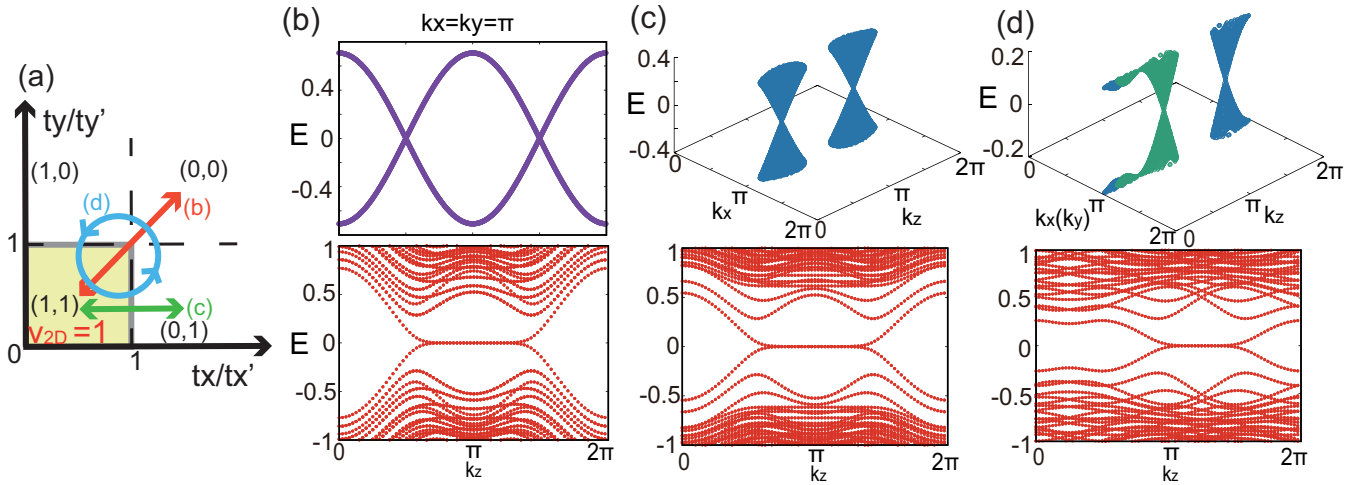 (a)
ty/ty'
(1,0)
(0,0)
(d)
(b)
1
(1,1)
(c)
ν2D =1
(0,1)
0
1
tx/tx'
(b)
kx=ky=π
0.4
E 0
-0.4
1
0.5
E 0
-0.5
-1
0 π 2π
kz
(c)
0.4
E 0
-0.4
0
kx
π
2π
0
π
kz
2π
1
0.5
0
-0.5
-1
0 π 2π
kz
(d)
0.2
E 0
-0.2
kx(ky)
π
2π
0
π
kz
2π
1
0.5
0
-0.5
-1
0 π 2π
kz